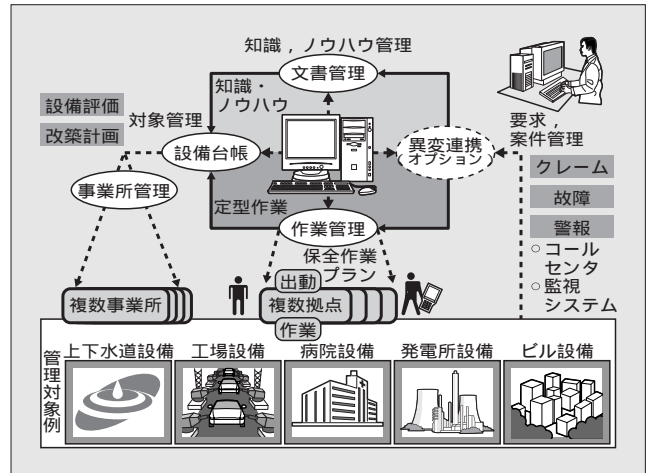 知識，ノウハウ管理
文書管理
知識・
ノウハウ
設備評価
改築計画
対象管理
設備台帳
異変連携
(オプション)
要求，
案件管理
クレーム
故障
警報
○コール
センタ
○監視
システム
事業所管理
定型作業
作業管理
保全作業
プラン
出動
複数事業所
複数拠点
作業
管理対象例
上下水道設備
工場設備
病院設備
発電所設備
ビル設備